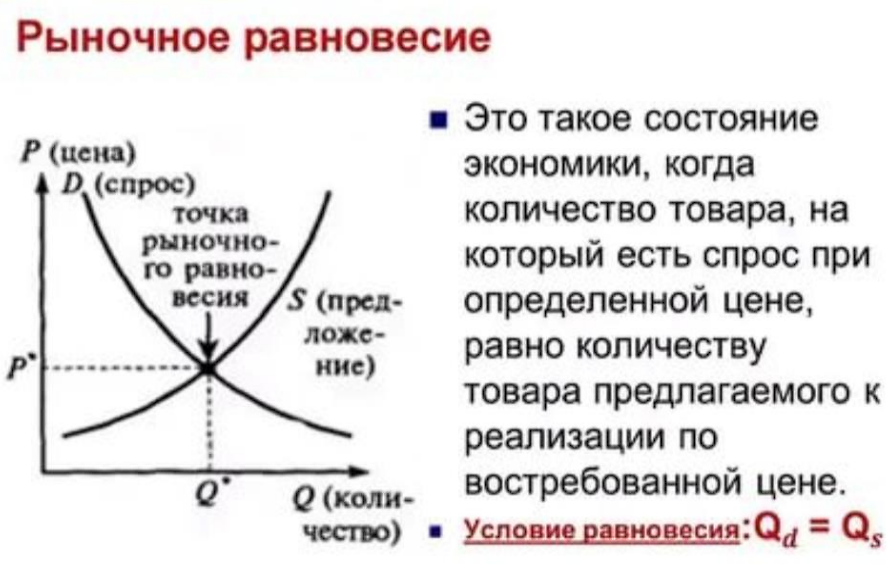 Рыночное равновесие
P (цена)
D (спрос)
точка
рыночно-
го равно-
весия
S (пред-
ложе-
ние)
P*
Q*
Q (коли-
чество)
Это такое состояние
экономики, когда
количество товара, на
который есть спрос при
определенной цене,
равно количеству
товара предлагаемого к
реализации по
востребованной цене.
Условие равновесия:Qd = Qs